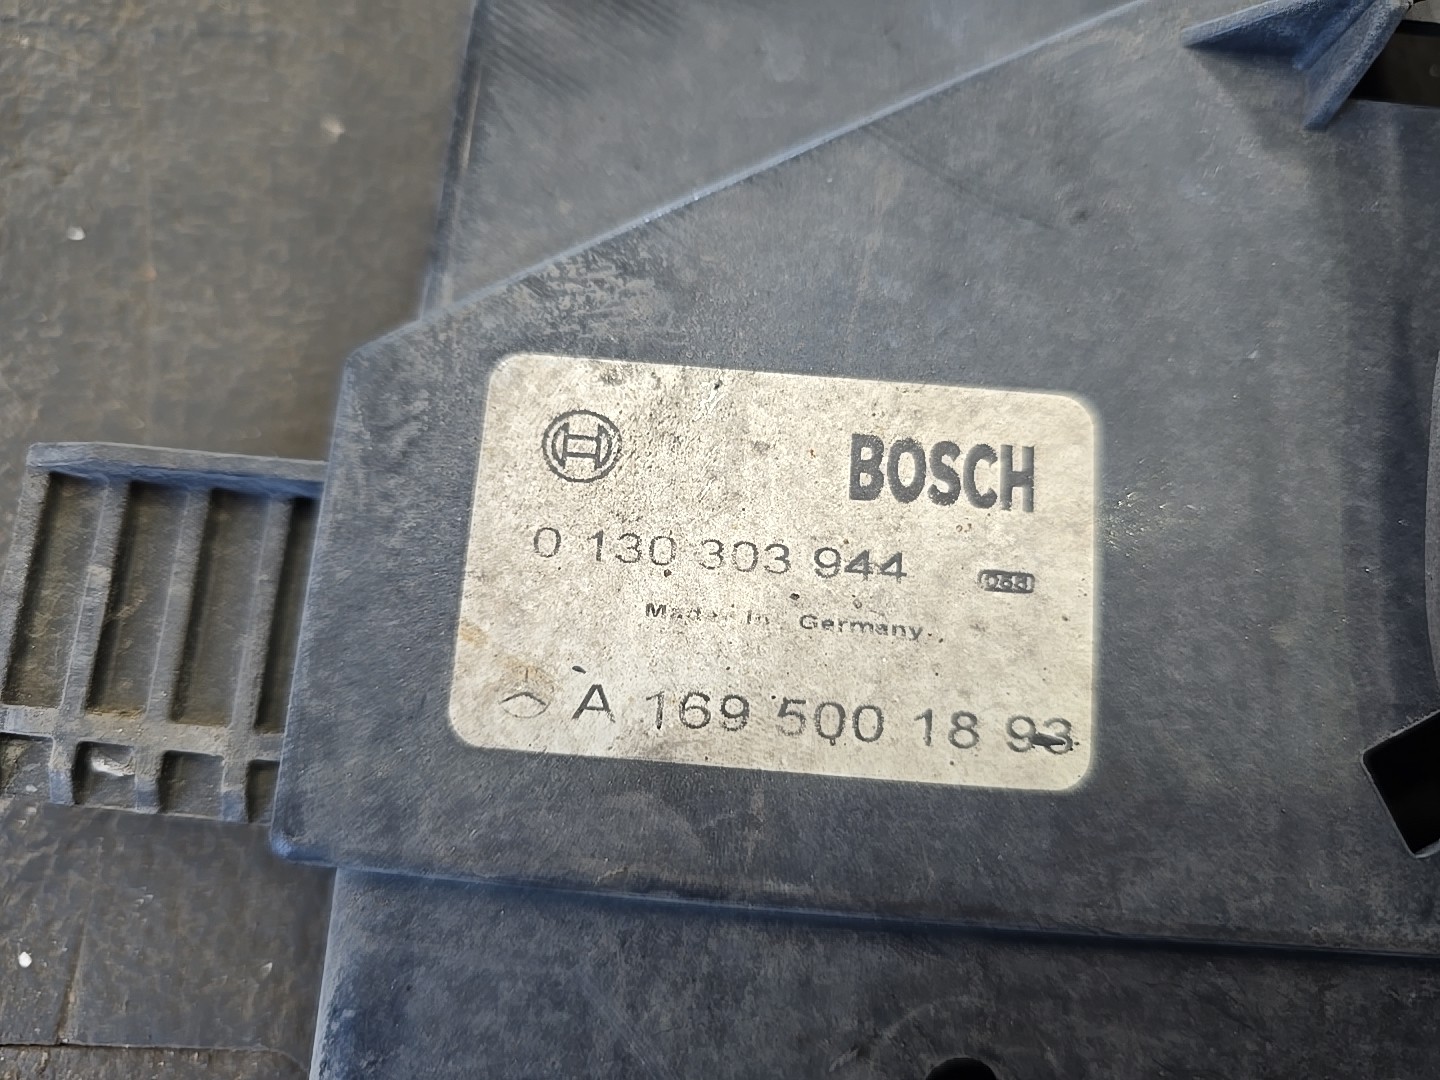 BOSCH
0 130 303 944
Made in Germany
A 169 500 18 93